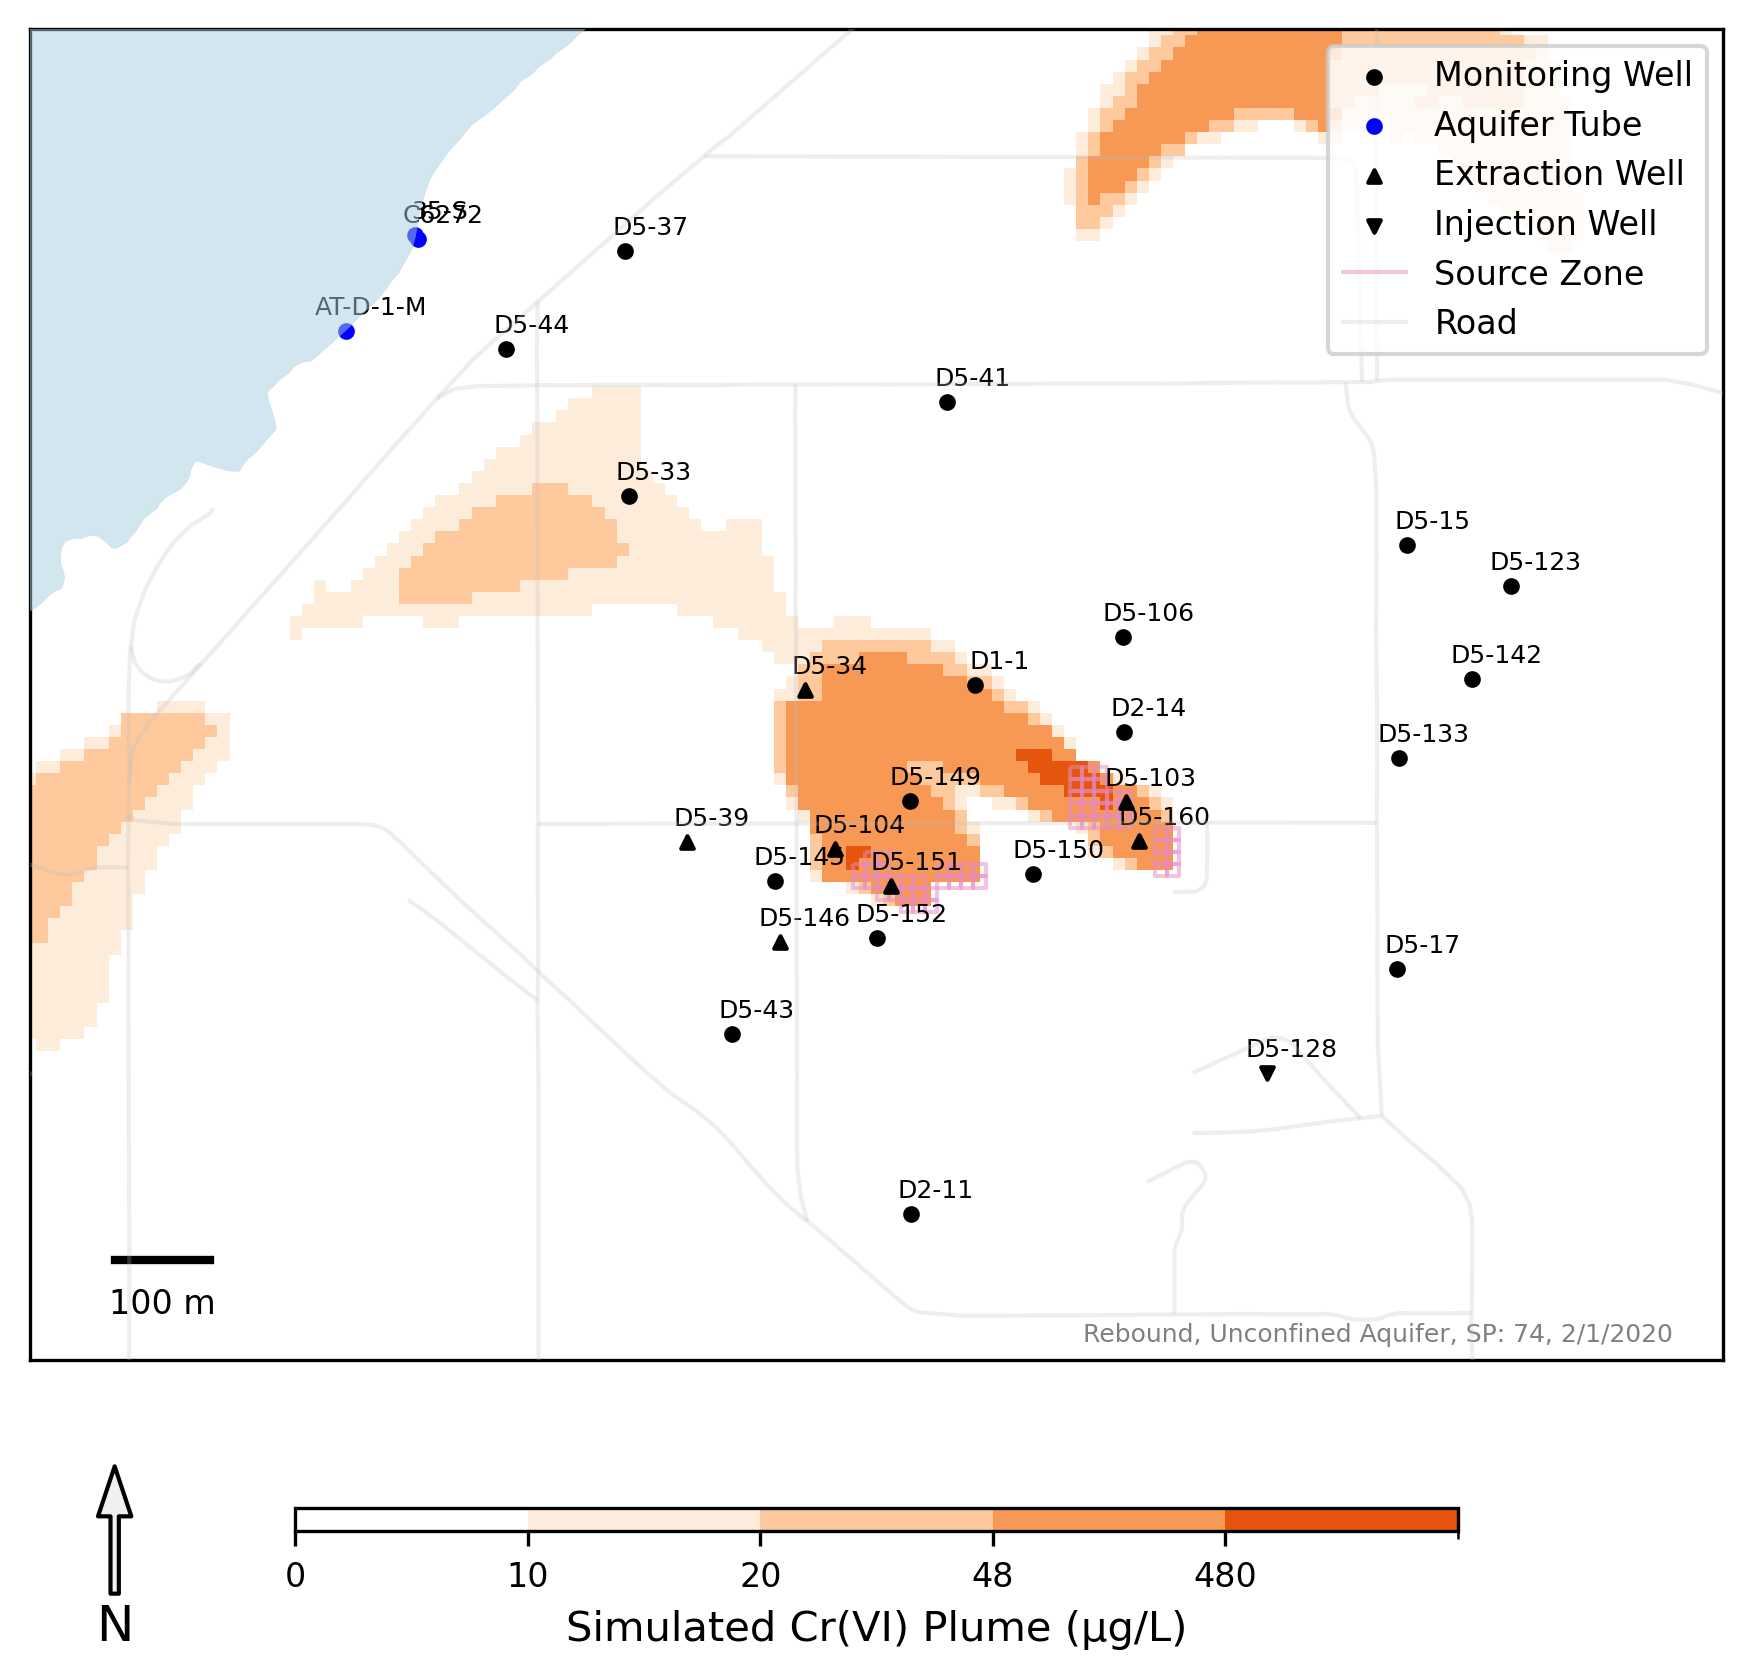 Monitoring Well
Aquifer Tube
Extraction Well
Injection Well
Source Zone
Road
35-S
C6272
D5-37
AT-D-1-M
D5-44
D5-41
D5-33
D5-15
D5-123
D5-106
D5-34
D1-1
D5-142
D2-14
D5-133
D5-149
D5-103
D5-39
D5-104
D5-160
D5-145
D5-151
D5-150
D5-146
D5-152
D5-17
D5-43
D5-128
D2-11
100 m
Rebound, Unconfined Aquifer, SP: 74, 2/1/2020
N
0 10 20 48 480
Simulated Cr(VI) Plume (μg/L)